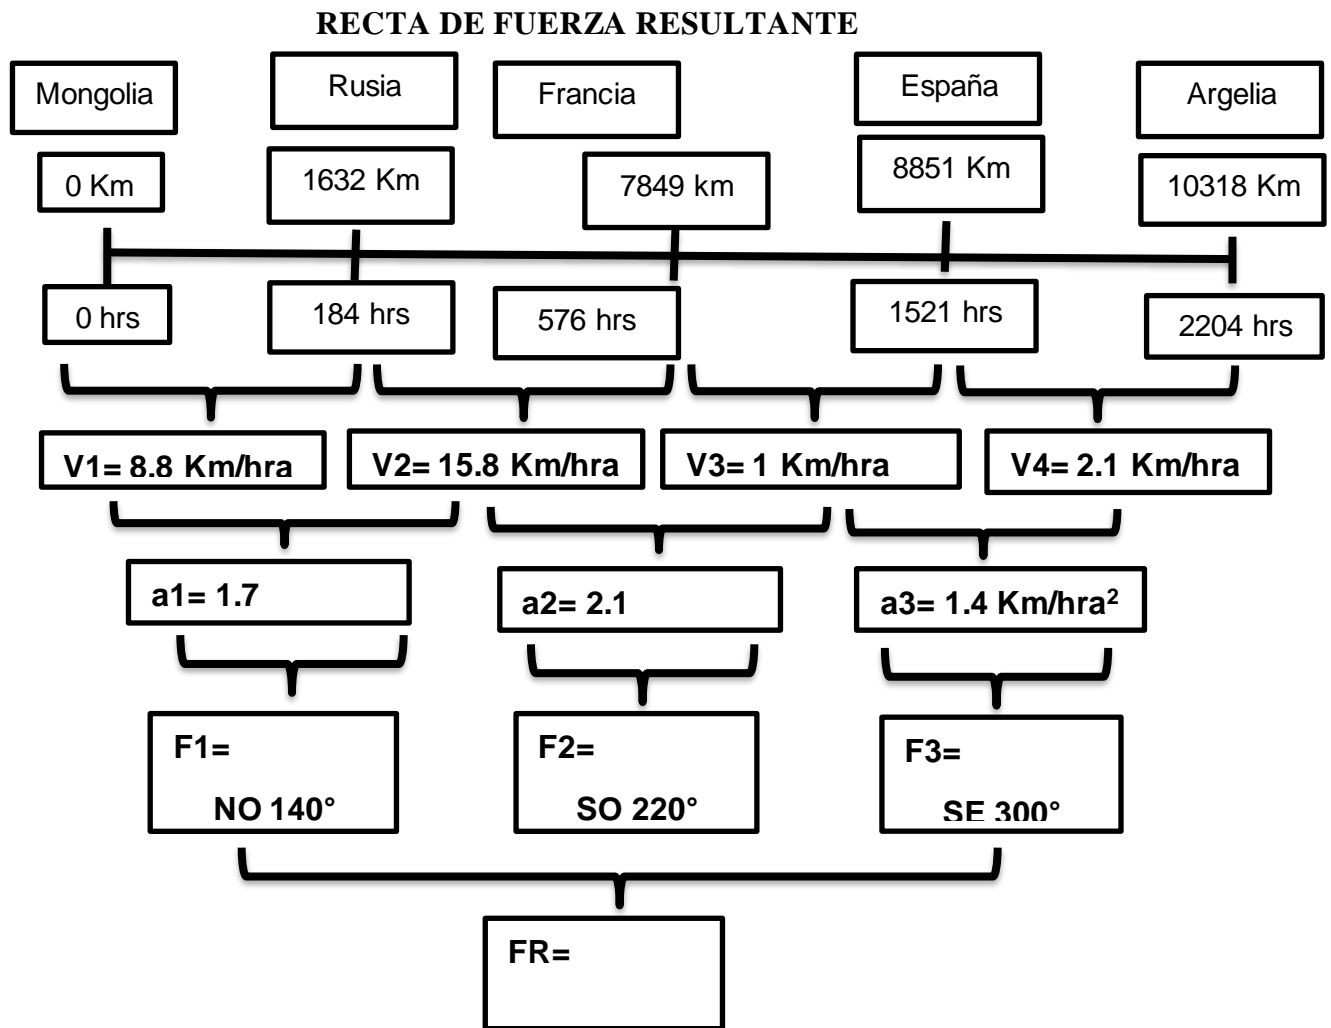 RECTA DE FUERZA RESULTANTE
Mongolia
Rusia
Francia
España
Argelia
0 Km
1632 Km
7849 km
8851 Km
10318 Km
0 hrs
184 hrs
576 hrs
1521 hrs
2204 hrs
V1= 8.8 Km/hra
V2= 15.8 Km/hra
V3= 1 Km/hra
V4= 2.1 Km/hra
a1= 1.7
a2= 2.1
a3= 1.4 Km/hra²
F1=
NO 140°
F2=
SO 220°
F3=
SE 300°
FR=